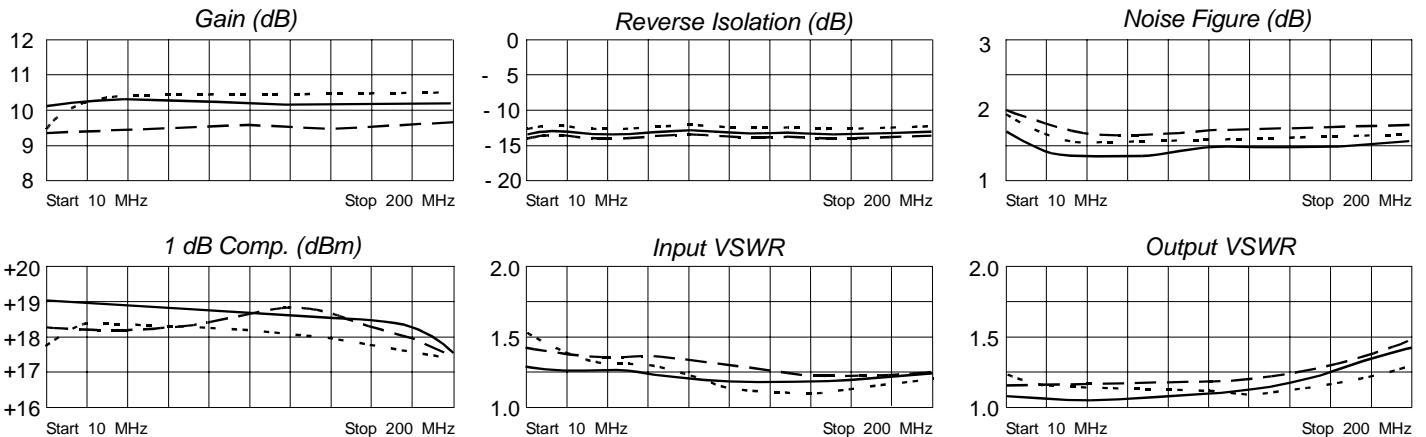 Gain (dB)
12
11
10
9
8
Start 10 MHz
Stop 200 MHz
Reverse Isolation (dB)
0
- 5
- 10
- 15
- 20
Start 10 MHz
Stop 200 MHz
Noise Figure (dB)
3
2
1
Start 10 MHz
Stop 200 MHz
1 dB Comp. (dBm)
+20
+19
+18
+17
+16
Start 10 MHz
Stop 200 MHz
Input VSWR
2.0
1.5
1.0
Start 10 MHz
Stop 200 MHz
Output VSWR
2.0
1.5
1.0
Start 10 MHz
Stop 200 MHz